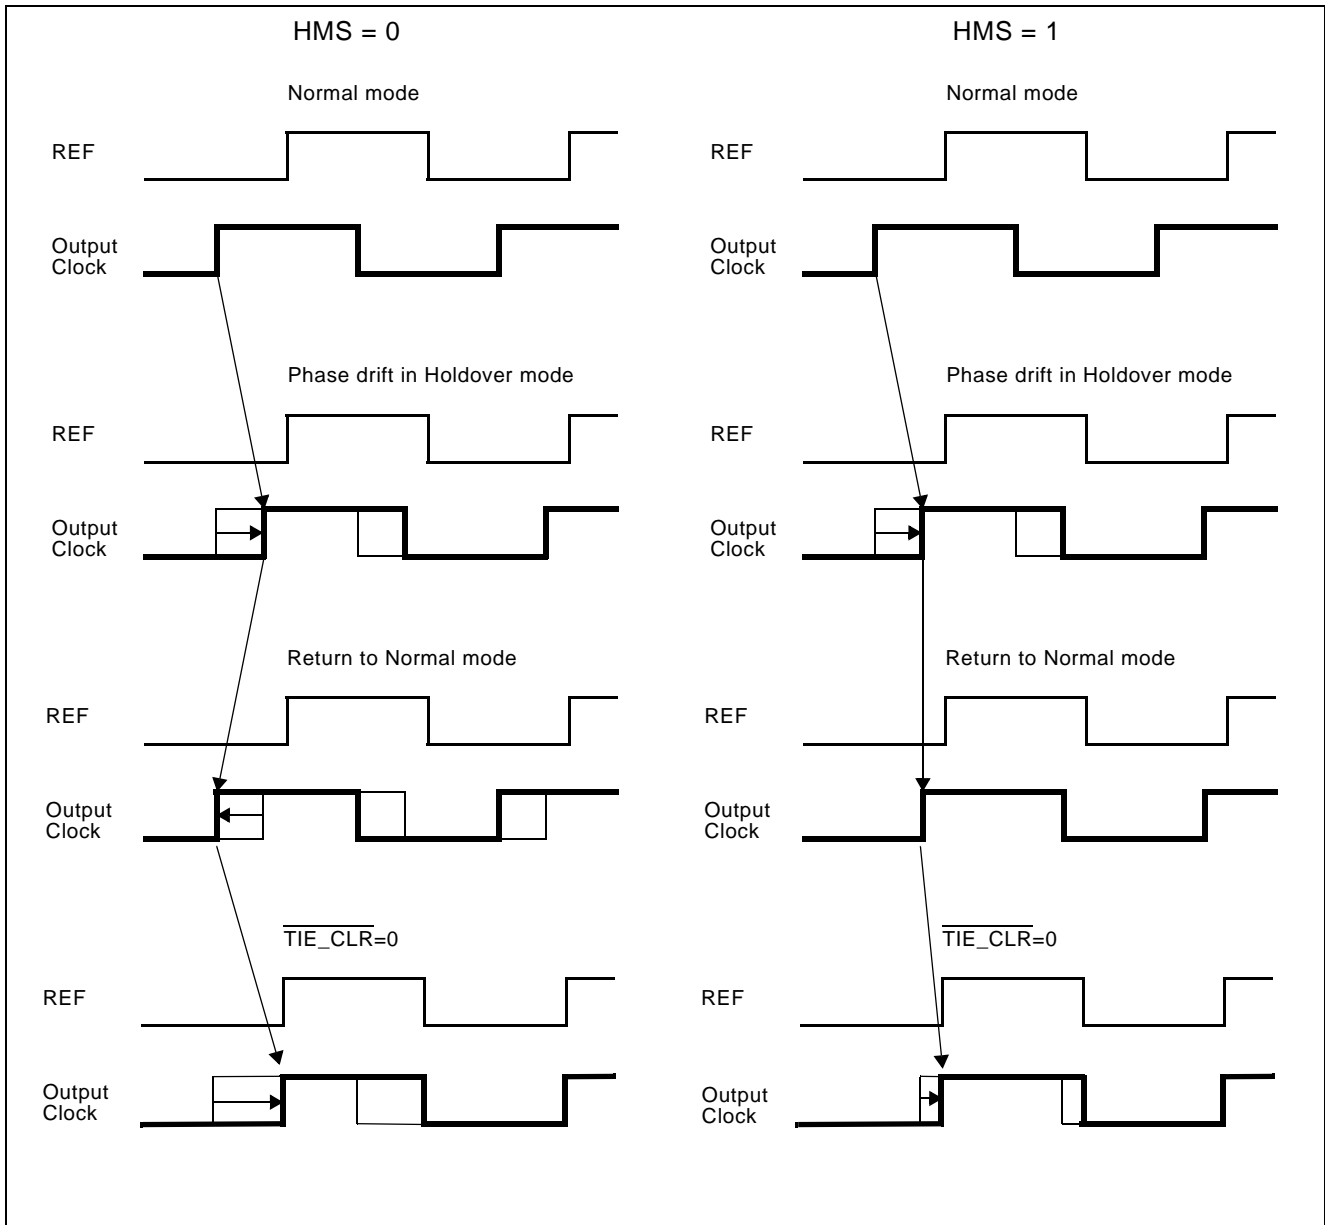 HMS = 0
Normal mode
REF
Output
Clock
Phase drift in Holdover mode
REF
Output
Clock
Return to Normal mode
REF
Output
Clock
TIE_CLR=0
REF
Output
Clock
HMS = 1
Normal mode
REF
Output
Clock
Phase drift in Holdover mode
REF
Output
Clock
Return to Normal mode
REF
Output
Clock
TIE_CLR=0
REF
Output
Clock